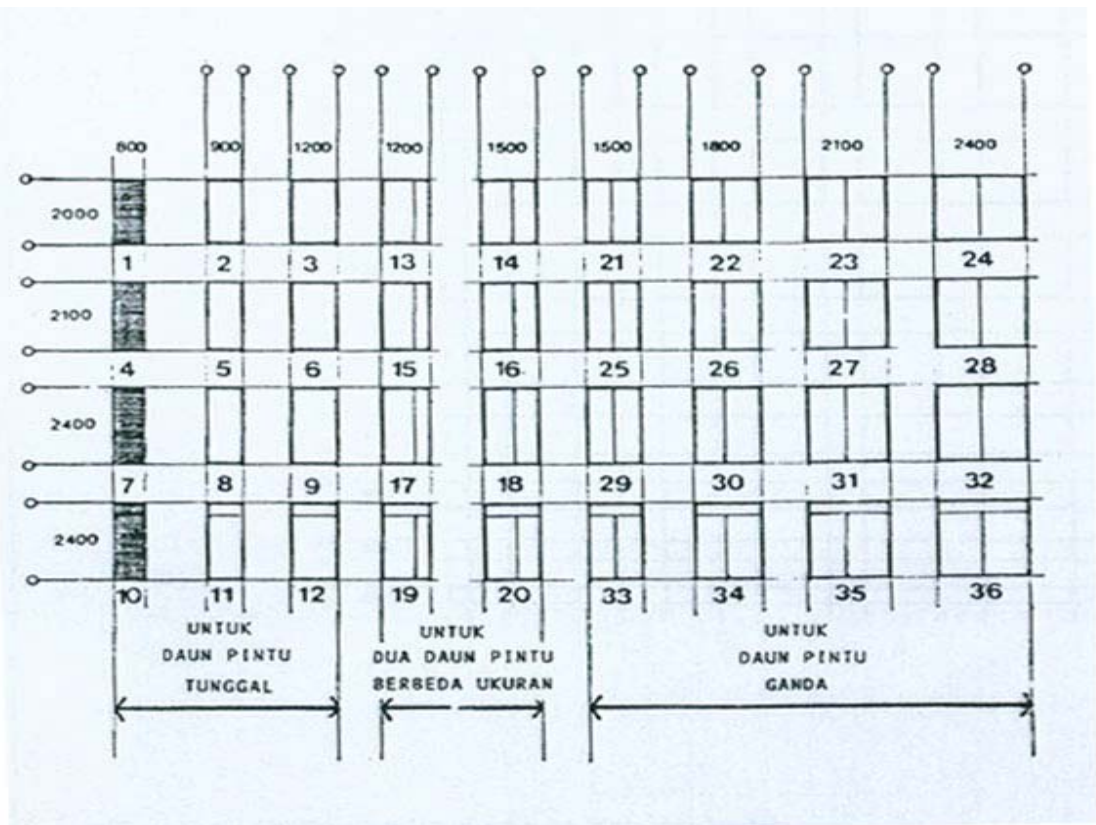 800 900 1200 1200 1500 1500 1800 2100 2400
2000
1 2 3 13 14 21 22 23 24
2100
4 5 6 15 16 25 26 27 28
2400
7 8 9 17 18 29 30 31 32
2400
10 11 12 19 20 33 34 35 36
UNTUK
DAUN PINTU
TUNGGAL
UNTUK
DUA DAUN PINTU
BERBEDA UKURAN
UNTUK
DAUN PINTU
GANDA